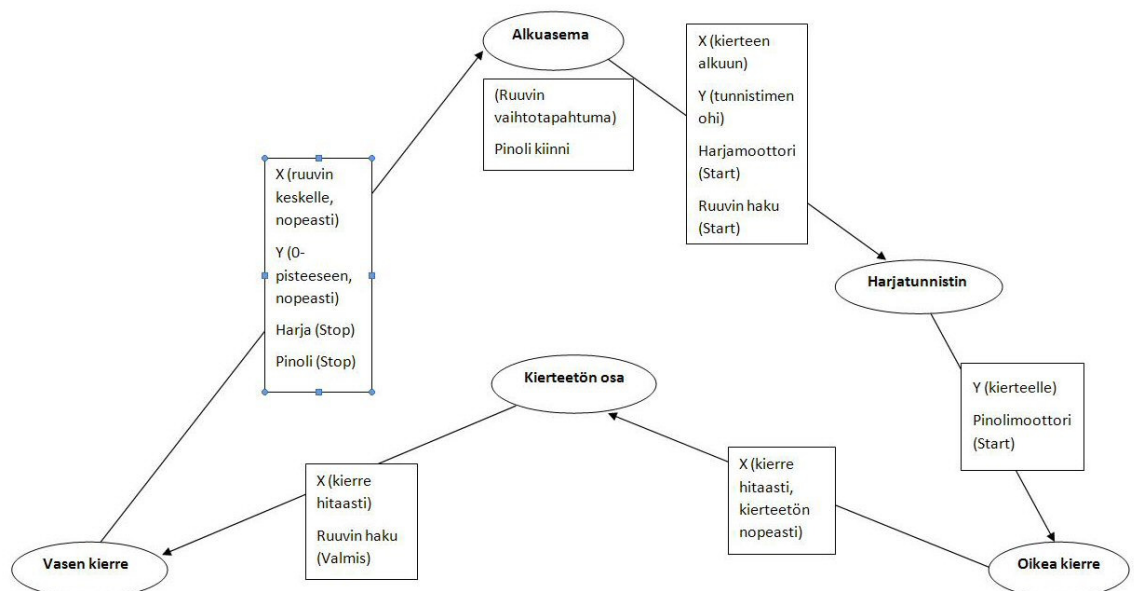 Alkuasema
(Ruuvin
vaihtotapahtuma)
Pinoli kiinni
X (kierteen
alkuun)
Y (tunnistimen
ohi)
Harjamoottori
(Start)
Ruuvin haku
(Start)
Harjatunnistin
Y (kierteelle)
Pinolimoottori
(Start)
Oikea kierre
X (kierre
hitaasti,
kierteetön
nopeasti)
Kierteetön osa
X (kierre
hitaasti)
Ruuvin haku
(Valmis)
Vasen kierre
X (ruuvin
keskelle,
nopeasti)
Y (0-
pisteeseen,
nopeasti)
Harja (Stop)
Pinoli (Stop)